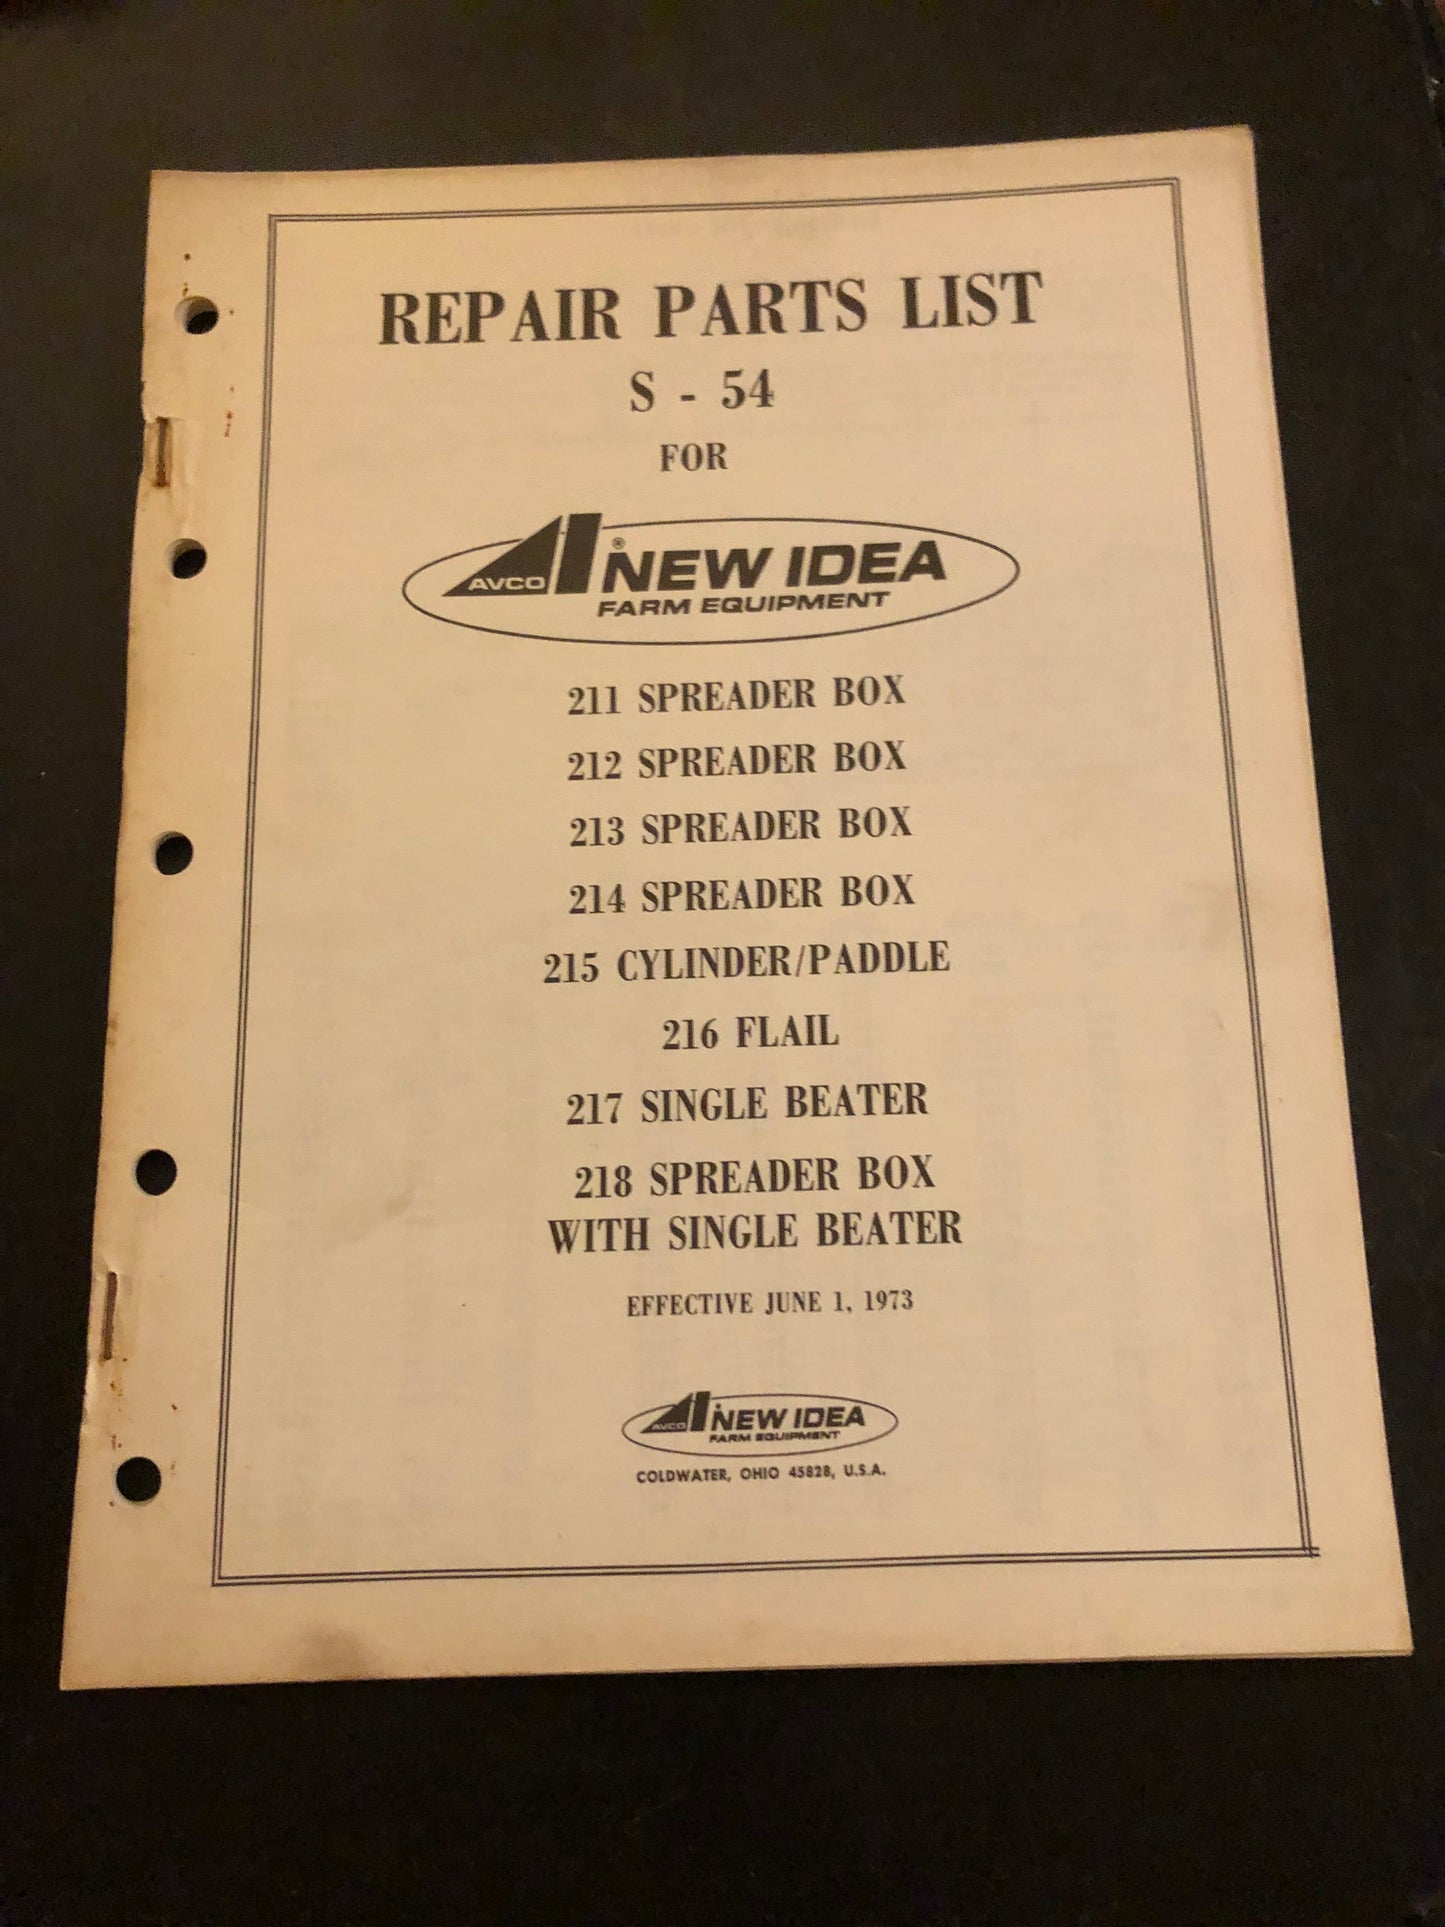 REPAIR PARTS LIST
S - 54
FOR
AVCO NEW IDEA®
FARM EQUIPMENT
211 SPREADER BOX
212 SPREADER BOX
213 SPREADER BOX
214 SPREADER BOX
215 CYLINDER/PADDLE
216 FLAIL
217 SINGLE BEATER
218 SPREADER BOX
WITH SINGLE BEATER
EFFECTIVE JUNE 1, 1973
AVCO NEW IDEA
FARM EQUIPMENT
COLDWATER, OHIO 45828, U.S.A.